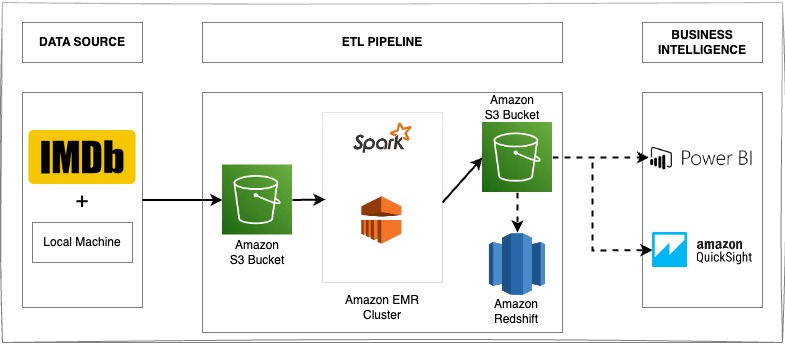 DATA SOURCE
ETL PIPELINE
BUSINESS
INTELLIGENCE
IMDb
+
Local Machine
Amazon
S3 Bucket
Spark
Amazon EMR
Cluster
Amazon
S3 Bucket
Amazon
Redshift
Power BI
amazon
QuickSight